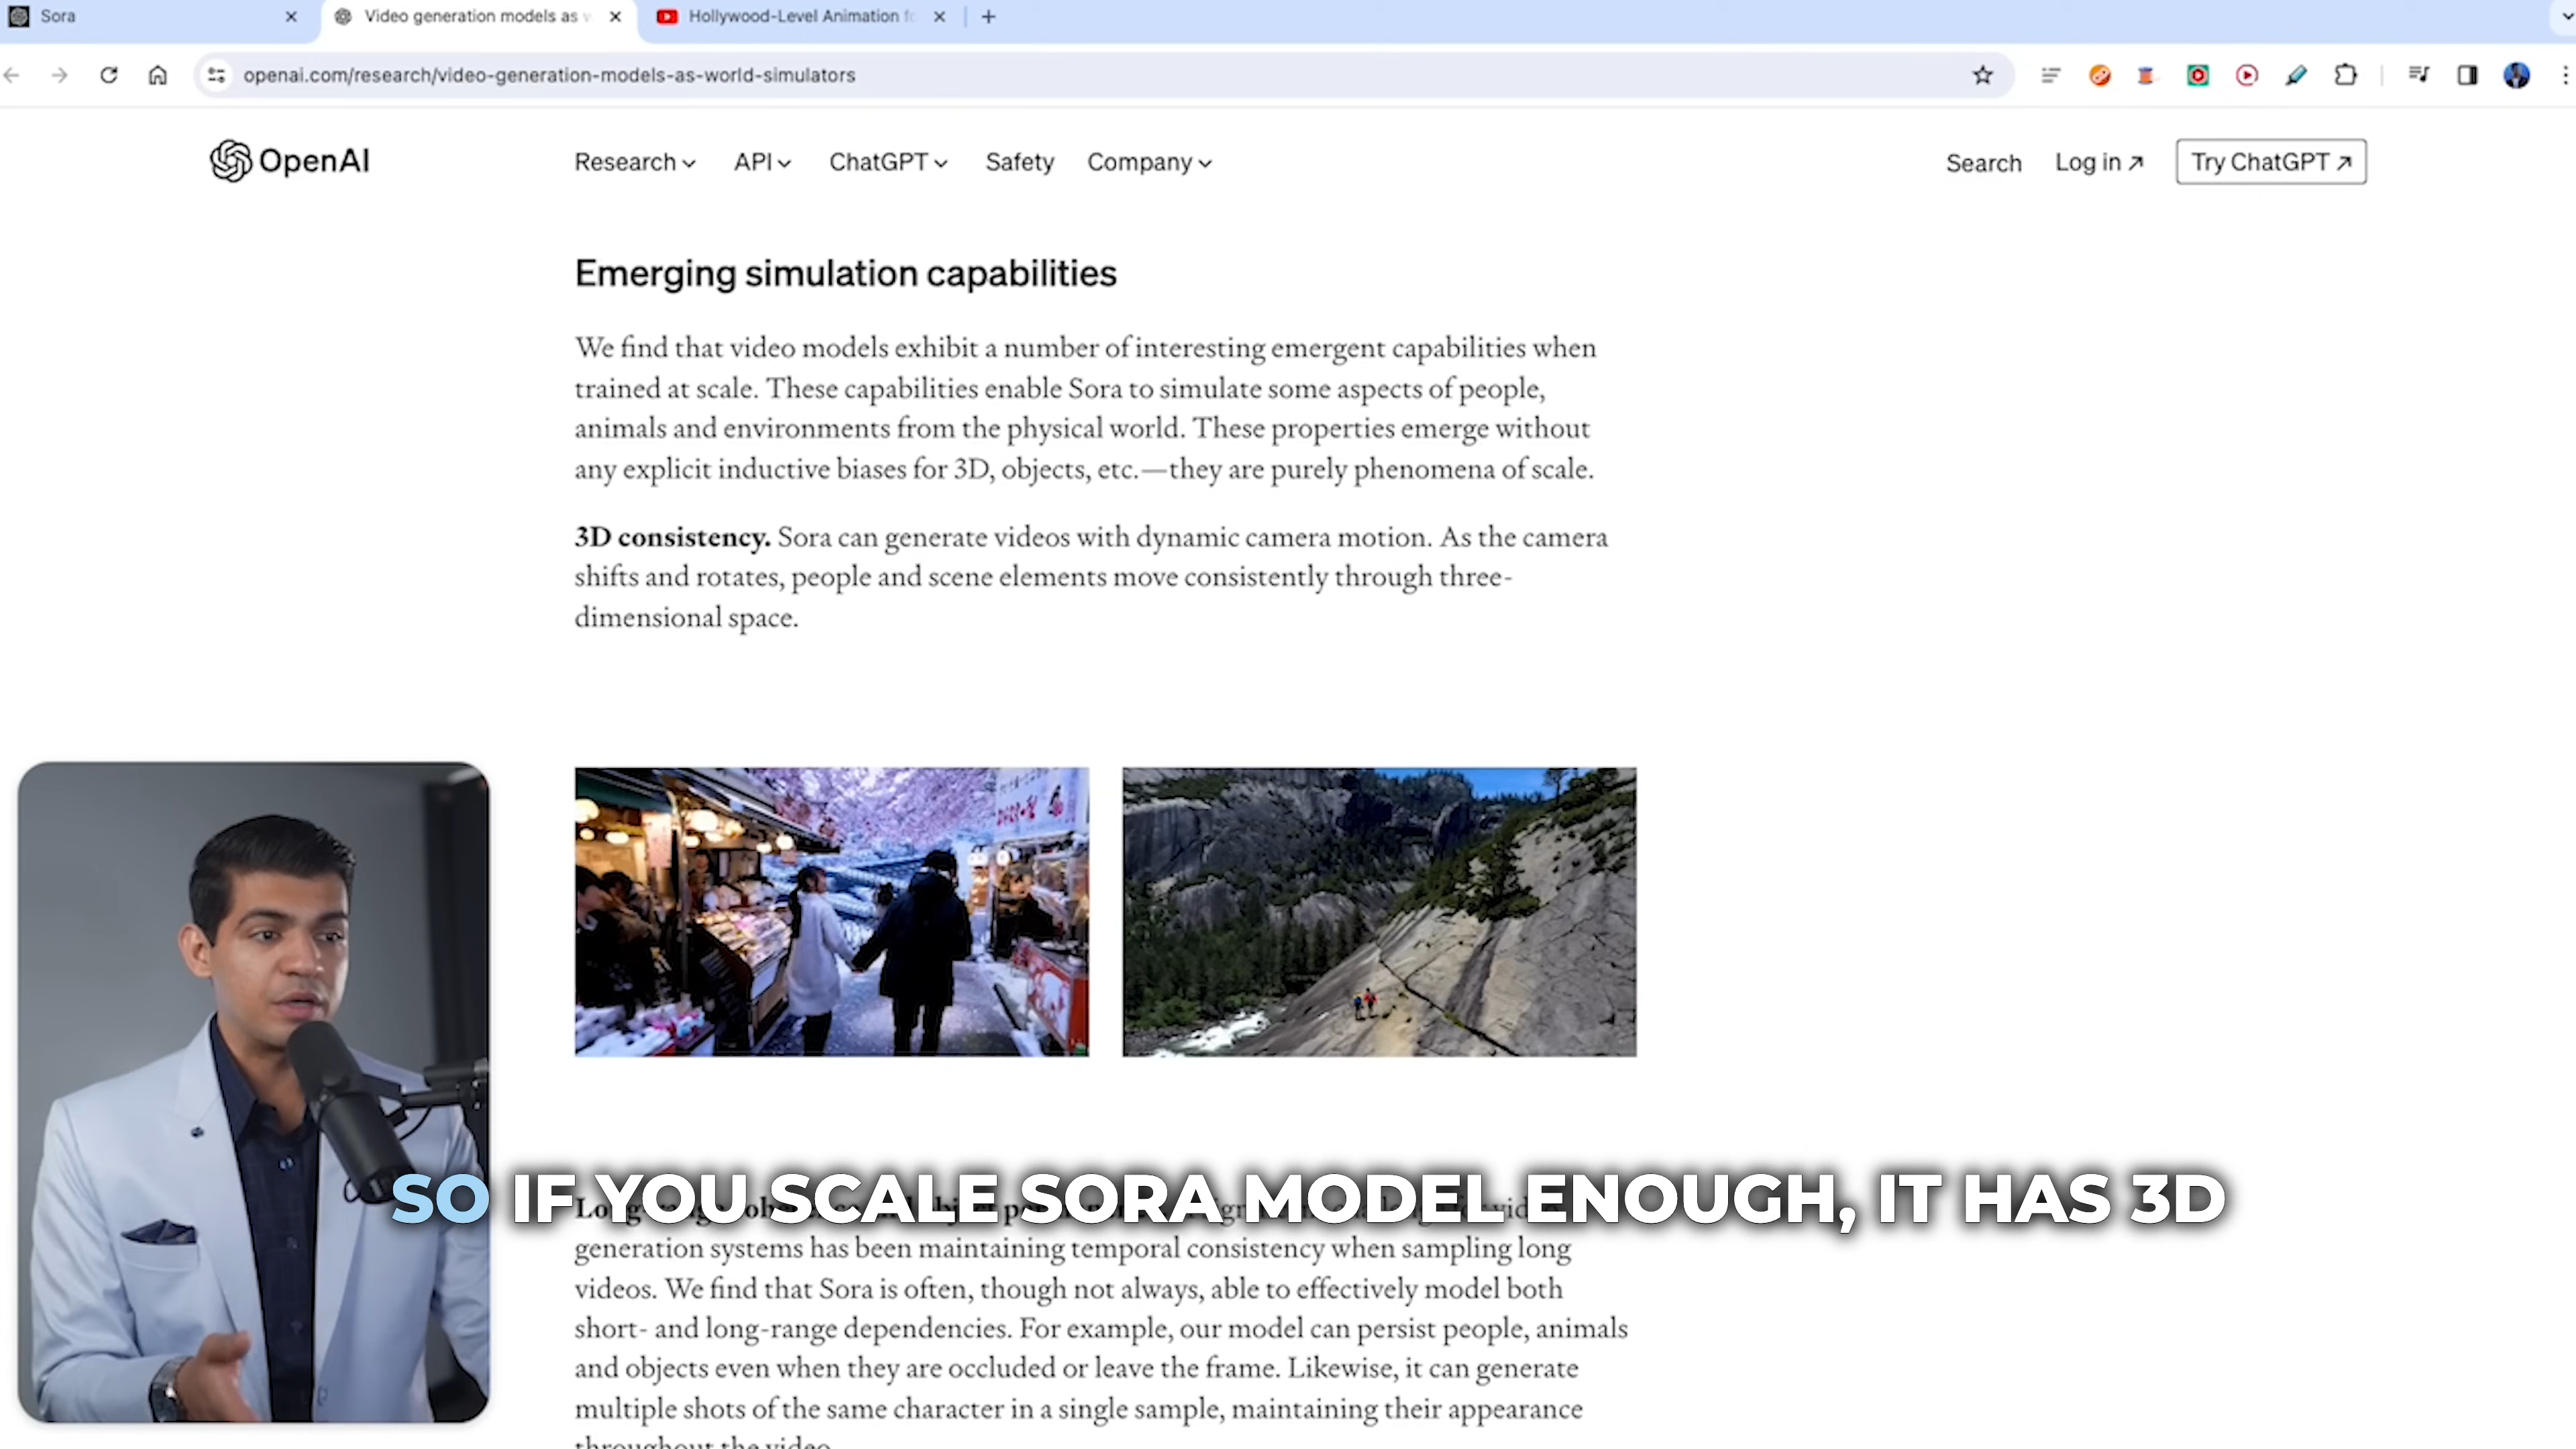 Sora
Video generation models as w
Hollywood-Level Animation fo
openai.com/research/video-generation-models-as-world-simulators
OpenAI
Research API ChatGPT Safety Company
Search Log in Try ChatGPT
Emerging simulation capabilities
We find that video models exhibit a number of interesting emergent capabilities when
trained at scale. These capabilities enable Sora to simulate some aspects of people,
animals and environments from the physical world. These properties emerge without
any explicit inductive biases for 3D, objects, etc.—they are purely phenomena of scale.
3D consistency. Sora can generate videos with dynamic camera motion. As the camera
shifts and rotates, people and scene elements move consistently through three-
dimensional space.
SO IF YOU SCALE SORA MODEL ENOUGH, IT HAS 3D
generation systems has been maintaining temporal consistency when sampling long
videos. We find that Sora is often, though not always, able to effectively model both
short- and long-range dependencies. For example, our model can persist people, animals
and objects even when they are occluded or leave the frame. Likewise, it can generate
multiple shots of the same character in a single sample, maintaining their appearance
throughout the video.